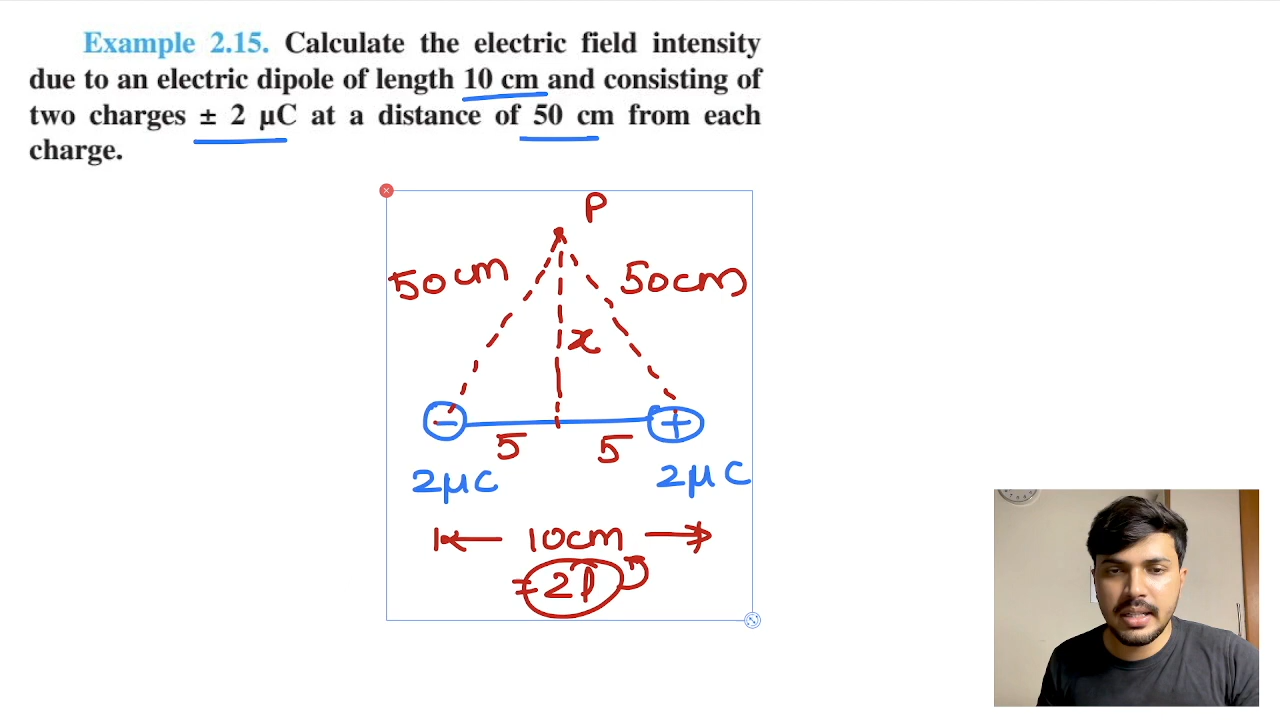 Example 2.15. Calculate the electric field intensity
due to an electric dipole of length 10 cm and consisting of
two charges ± 2 μC at a distance of 50 cm from each
charge.
P
50cm 50cm
x
− +
5 5
2μC 2μC
10cm
=2l